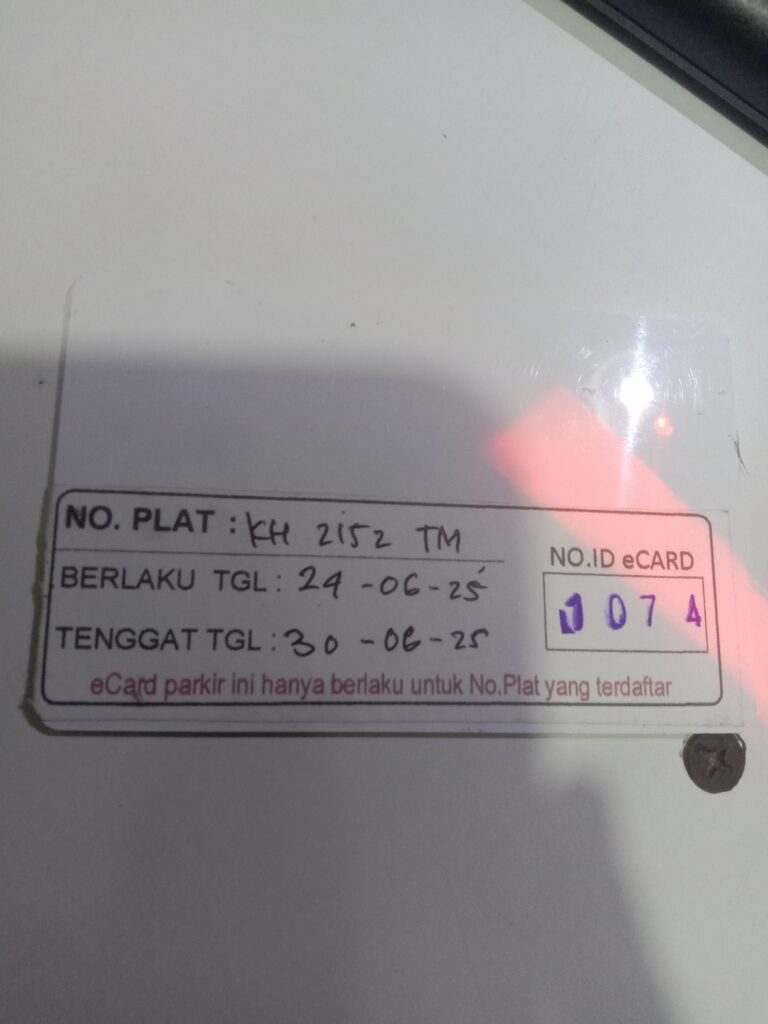 NO. PLAT : KH 2152 TM
BERLAKU TGL : 24 - 06 - 25
TENGGAT TGL : 30 - 06 - 25
NO.ID eCARD
1074
eCard parkir ini hanya berlaku untuk No.Plat yang terdaftar